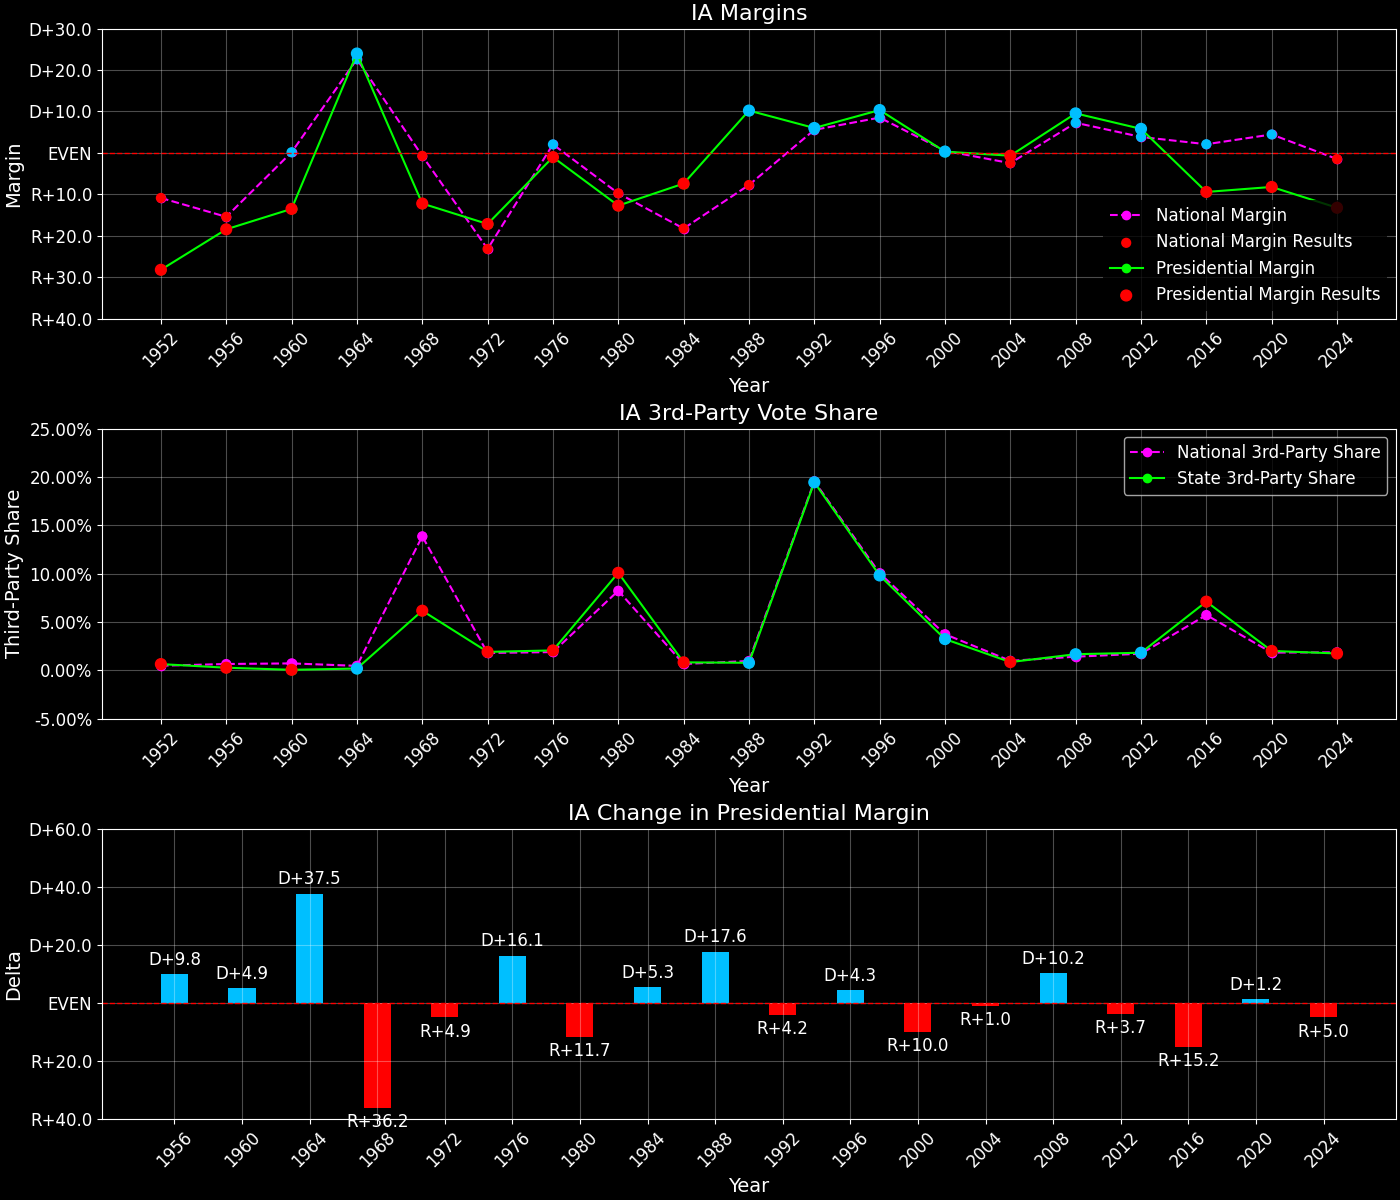 IA Margins
D+30.0
D+20.0
D+10.0
EVEN
R+10.0
R+20.0
R+30.0
R+40.0
Margin
National Margin
National Margin Results
Presidential Margin
Presidential Margin Results
1952 1956 1960 1964 1968 1972 1976 1980 1984 1988 1992 1996 2000 2004 2008 2012 2016 2020 2024
Year
IA 3rd-Party Vote Share
25.00%
20.00%
15.00%
10.00%
5.00%
0.00%
-5.00%
Third-Party Share
National 3rd-Party Share
State 3rd-Party Share
1952 1956 1960 1964 1968 1972 1976 1980 1984 1988 1992 1996 2000 2004 2008 2012 2016 2020 2024
Year
IA Change in Presidential Margin
D+60.0
D+40.0
D+20.0
EVEN
R+20.0
R+40.0
Delta
D+9.8
D+4.9
D+37.5
R+36.2
R+4.9
D+16.1
R+11.7
D+5.3
D+17.6
R+4.2
D+4.3
R+10.0
R+1.0
D+10.2
R+3.7
R+15.2
D+1.2
R+5.0
1956 1960 1964 1968 1972 1976 1980 1984 1988 1992 1996 2000 2004 2008 2012 2016 2020 2024
Year